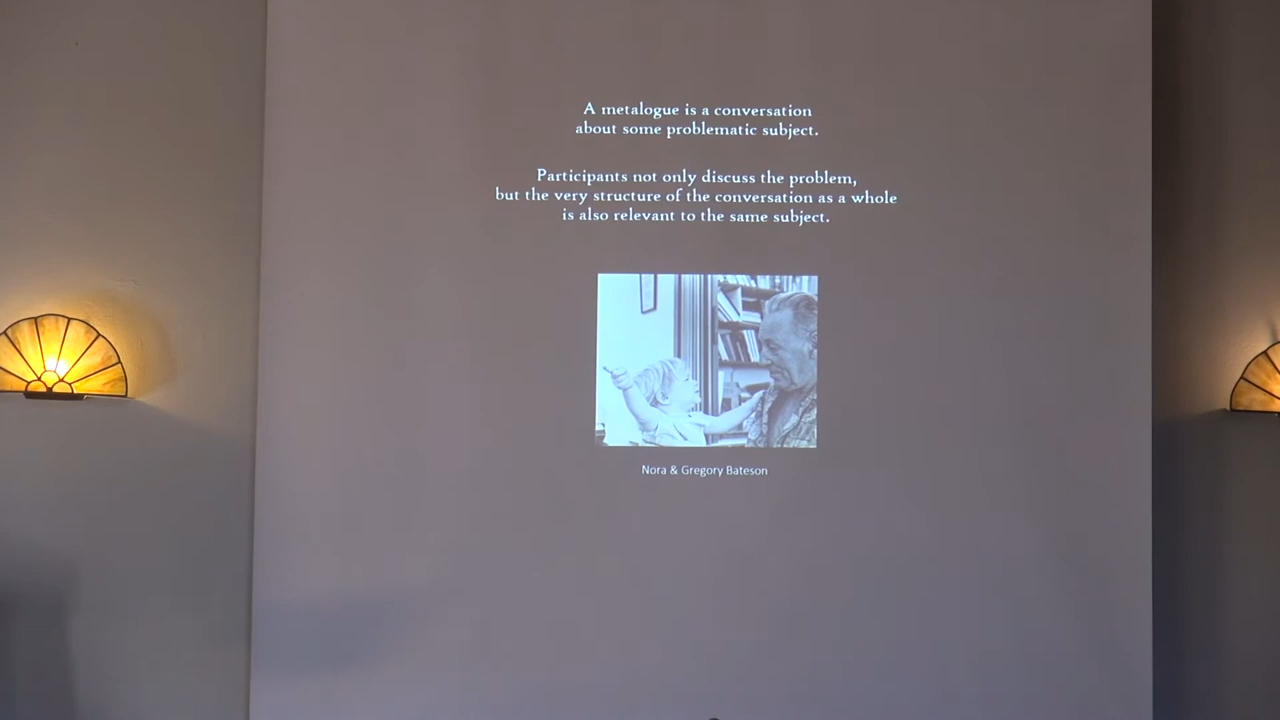 A metalogue is a conversation
about some problematic subject.
Participants not only discuss the problem,
but the very structure of the conversation as a whole
is also relevant to the same subject.
Nora & Gregory Bateson